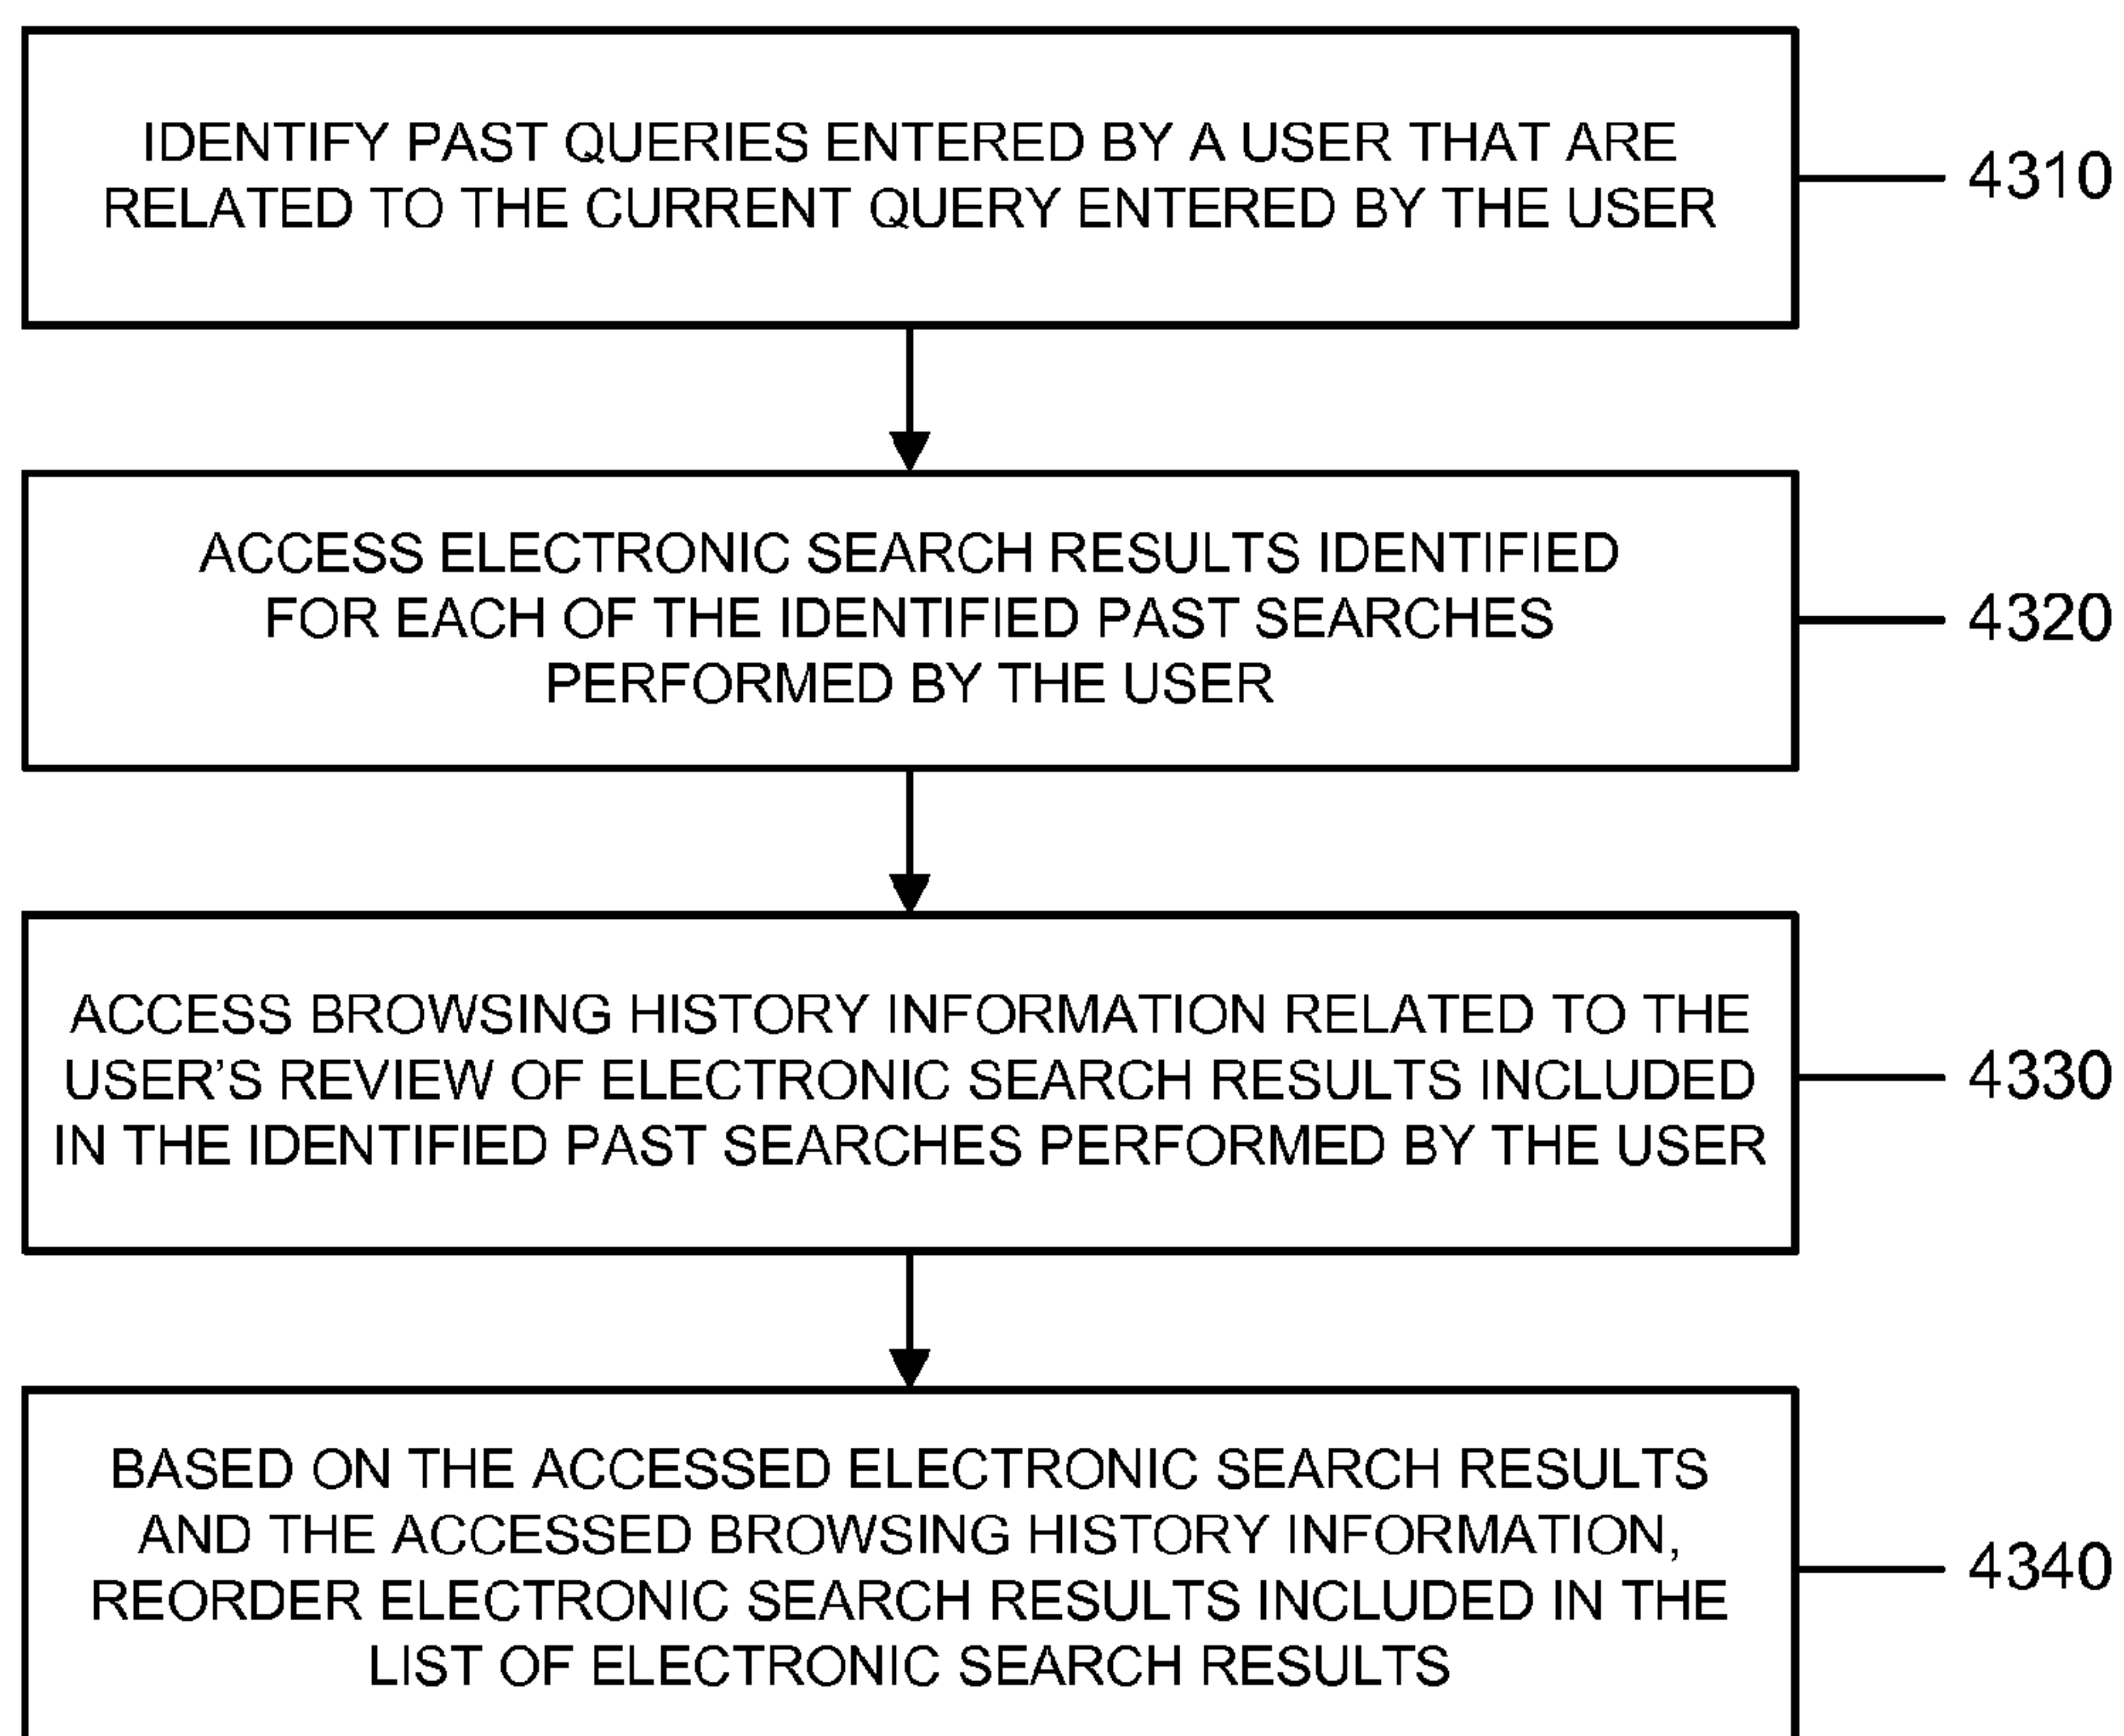 IDENTIFY PAST QUERIES ENTERED BY A USER THAT ARE
RELATED TO THE CURRENT QUERY ENTERED BY THE USER
4310
ACCESS ELECTRONIC SEARCH RESULTS IDENTIFIED
FOR EACH OF THE IDENTIFIED PAST SEARCHES
PERFORMED BY THE USER
4320
ACCESS BROWSING HISTORY INFORMATION RELATED TO THE
USER’S REVIEW OF ELECTRONIC SEARCH RESULTS INCLUDED
IN THE IDENTIFIED PAST SEARCHES PERFORMED BY THE USER
4330
BASED ON THE ACCESSED ELECTRONIC SEARCH RESULTS
AND THE ACCESSED BROWSING HISTORY INFORMATION,
REORDER ELECTRONIC SEARCH RESULTS INCLUDED IN THE
LIST OF ELECTRONIC SEARCH RESULTS
4340